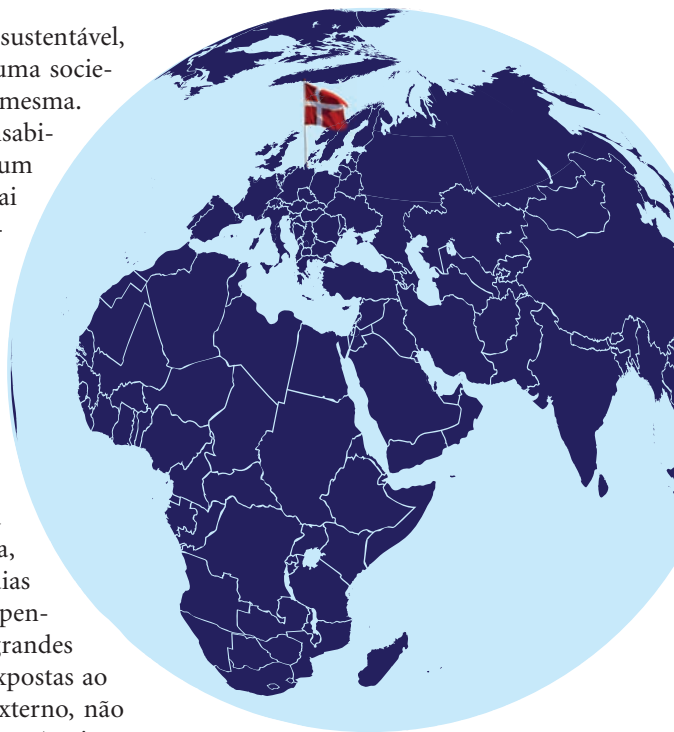 sustentável,
uma socie-
mesma.
sabi-
um
ai
-
a,
ias
pen-
grandes
xpostas ao
xterno, não